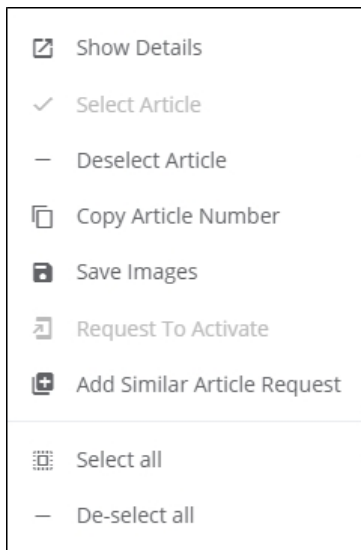 Show Details
Select Article
Deselect Article
Copy Article Number
Save Images
Request To Activate
Add Similar Article Request
Select all
De-select all